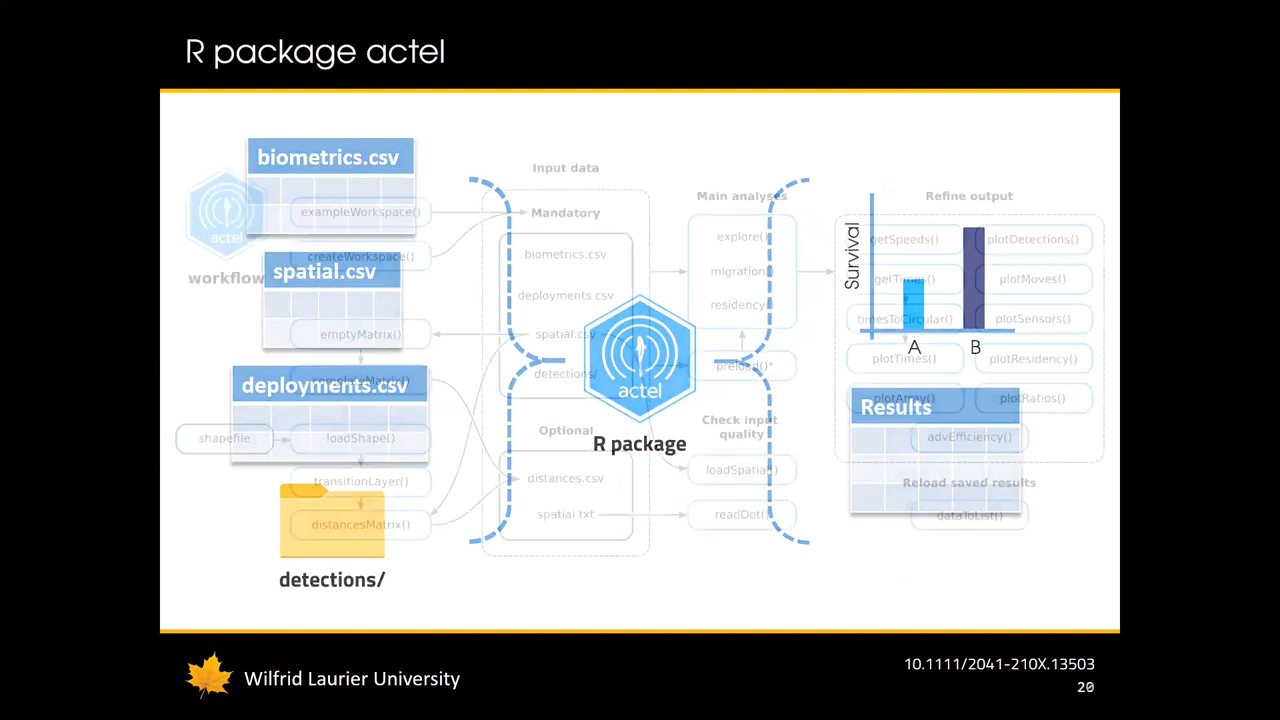 R package actel
biometrics.csv
exampleWorkspace()
actel
createWorkspace()
workflow
spatial.csv
emptyMatrix()
deployments.csv
shapefile
loadShape()
transitionLayer()
distancesMatrix()
detections/
Input data
Mandatory
biometrics.csv
deployments.csv
spatial.csv
detections/
Optional
distances.csv
spatial.txt
actel
R package
Main analyses
explore()
migration()
residency()
preload()*
Check input
quality
loadSpatial()
readDot()
Refine output
Survival
getSpeeds()
plotDetections()
getTimes()
plotMoves()
timesToCircular()
plotSensors()
A
B
plotTimes()
plotResidency()
plotArray()
plotRatios()
Results
advEfficiency()
Reload saved results
dataToList()
Wilfrid Laurier University
10.1111/2041-210X.13503
20